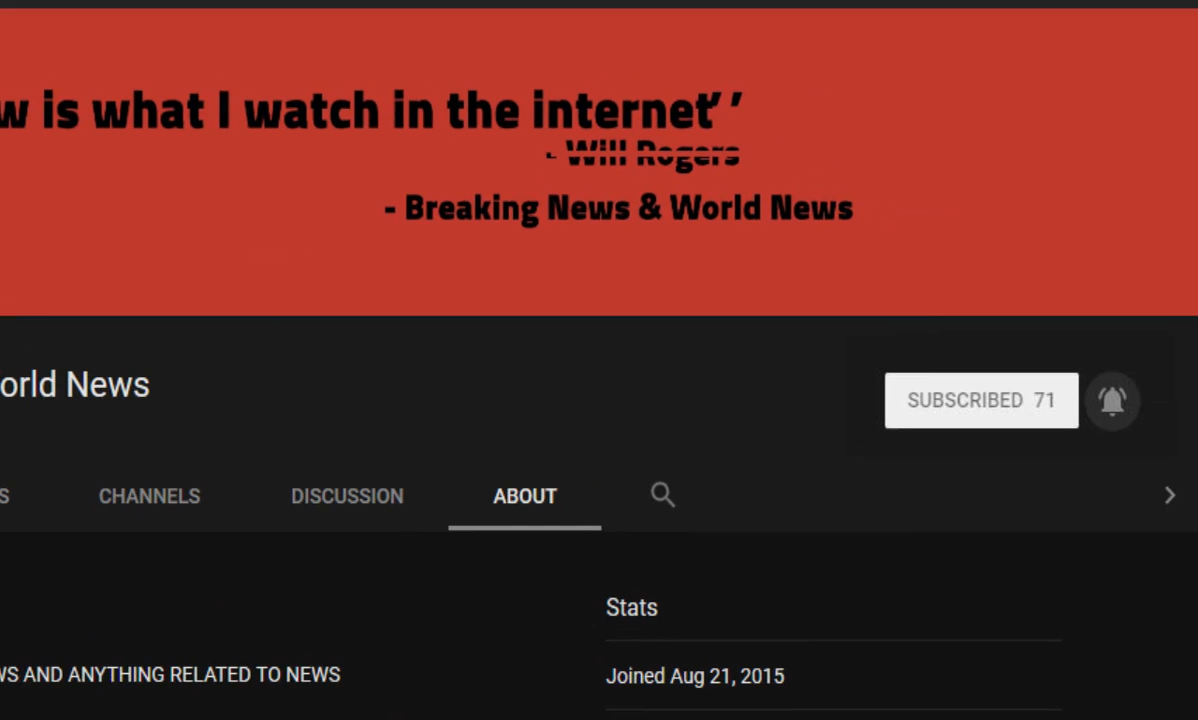 w is what I watch in the internet’’
- Will Rogers
- Breaking News & World News
orld News
SUBSCRIBED 71
S CHANNELS DISCUSSION ABOUT
Stats
WS AND ANYTHING RELATED TO NEWS
Joined Aug 21, 2015